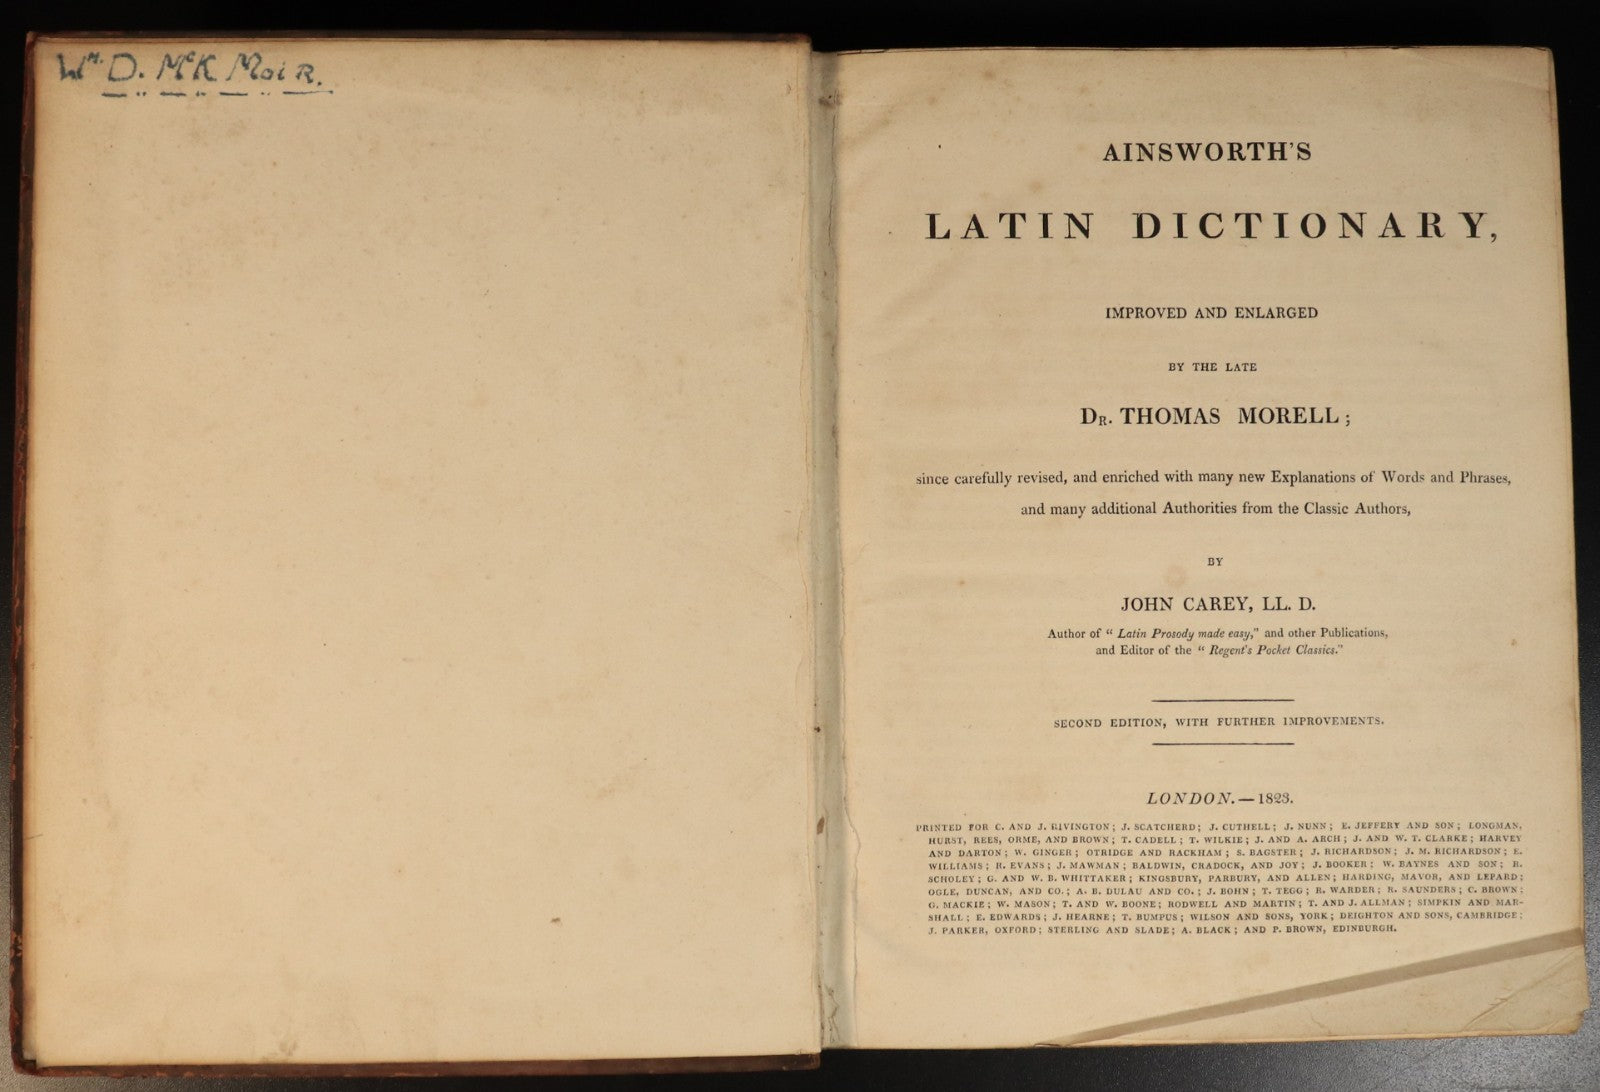 Wm. D. McK Moir.
AINSWORTH'S
LATIN DICTIONARY,
IMPROVED AND ENLARGED
BY THE LATE
DR. THOMAS MORELL;
since carefully revised, and enriched with many new Explanations of Words and Phrases,
and many additional Authorities from the Classic Authors,
BY
JOHN CAREY, LL. D.
Author of "Latin Prosody made easy," and other Publications,
and Editor of the "Regent's Pocket Classics."
SECOND EDITION, WITH FURTHER IMPROVEMENTS.
LONDON.—1823.
PRINTED FOR C. AND J. RIVINGTON; J. SCATCHERD; J. CUTHELL; J. NUNN; E. JEFFERY AND SON; LONGMAN,
HURST, REES, ORME, AND BROWN; T. CADELL; T. WILKIE; J. AND A. ARCH; J. AND W. T. CLARKE; HARVEY
AND DARTON; W. GINGER; OTRIDGE AND RACKHAM; S. BAGSTER; J. RICHARDSON; J. M. RICHARDSON; E.
WILLIAMS; R. EVANS; J. MAWMAN; BALDWIN, CRADOCK, AND JOY; J. BOOKER; W. BAYNES AND SON; R.
SCHOLEY; G. AND W. B. WHITTAKER; KINGSBURY, PARBURY, AND ALLEN; HARDING, MAVOR, AND LEPARD;
OGLE, DUNCAN, AND CO.; A. B. DULAU AND CO.; J. BOHN; T. TEGG; R. WARDER; R. SAUNDERS; C. BROWN;
G. MACKIE; W. MASON; T. AND W. BOONE; RODWELL AND MARTIN; T. AND J. ALLMAN; SIMPKIN AND MAR-
SHALL; E. EDWARDS; J. HEARNE; T. BUMPUS; WILSON AND SONS, YORK; DEIGHTON AND SONS, CAMBRIDGE;
J. PARKER, OXFORD; STERLING AND SLADE; A. BLACK; AND P. BROWN, EDINBURGH.